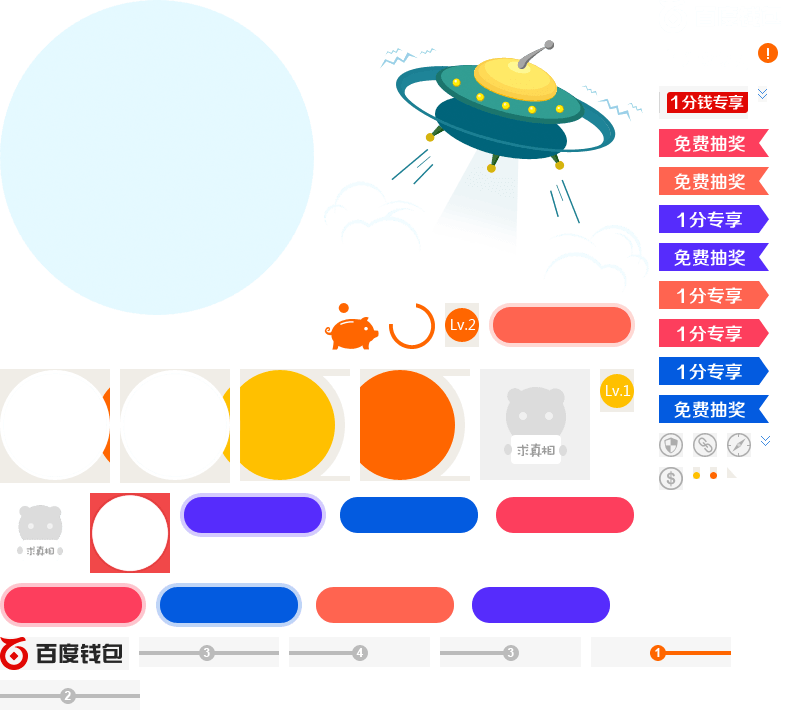 !
1分钱专享
免费抽奖
免费抽奖
1分专享
免费抽奖
1分专享
1分专享
1分专享
免费抽奖
Lv.2
Lv.1
求真相
$
求真相
百度钱包
3
4
3
1
2